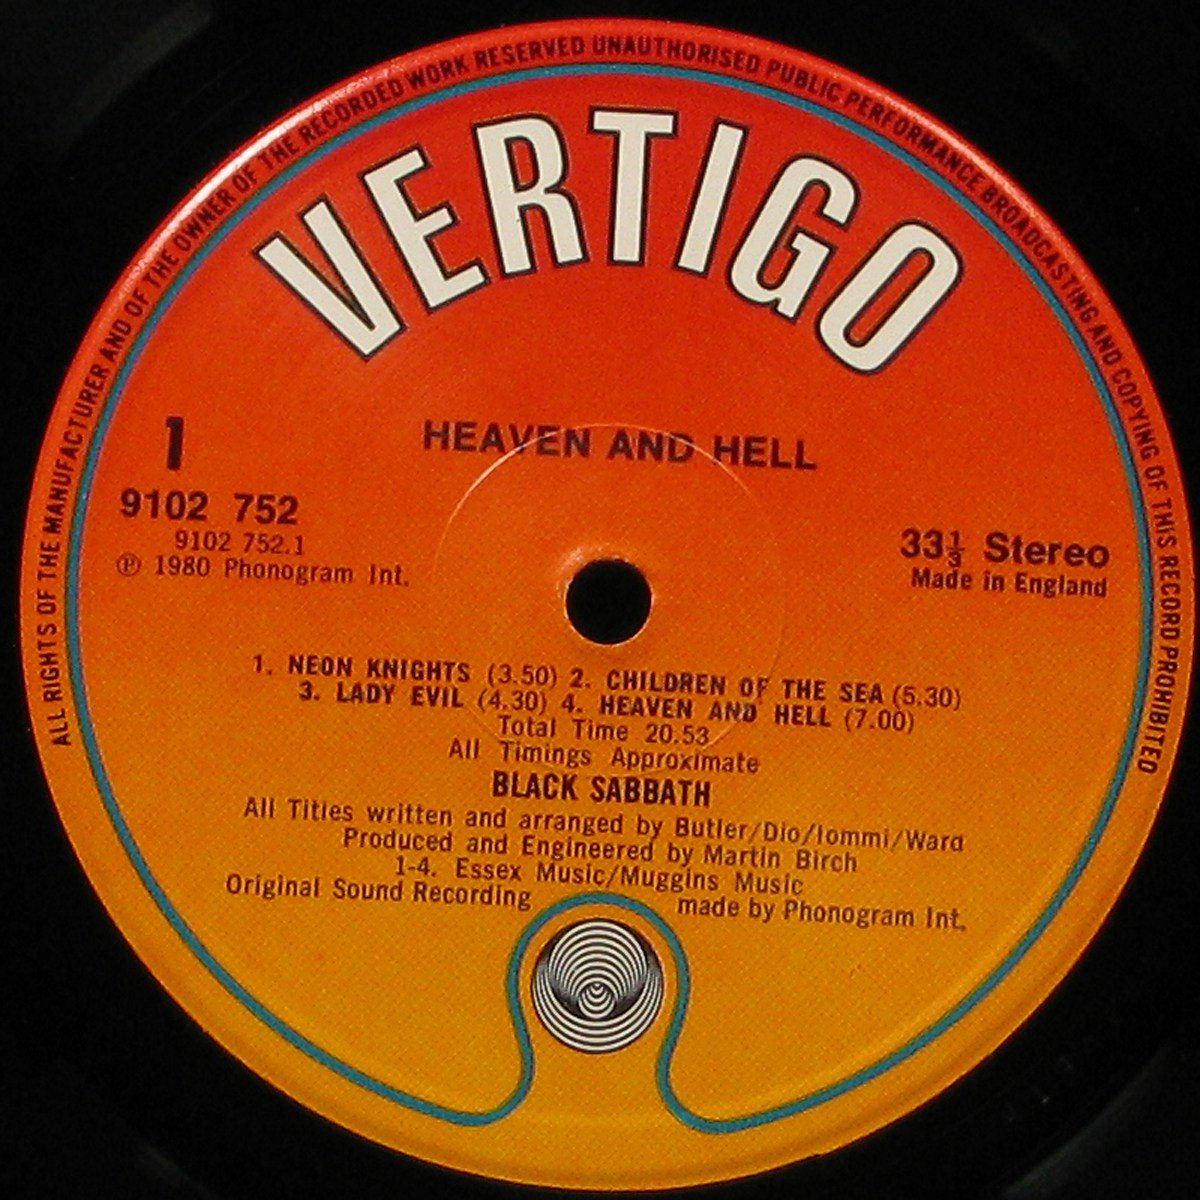 ALL RIGHTS OF THE MANUFACTURER AND OF THE OWNER OF THE RECORDED WORK RESERVED UNAUTHORISED PUBLIC PERFORMANCE BROADCASTING AND COPYING OF THIS RECORD PROHIBITED
VERTIGO
HEAVEN AND HELL
1
9102 752
9102 752.1
℗ 1980 Phonogram Int.
33⅓ Stereo
Made in England
1. NEON KNIGHTS (3.50) 2. CHILDREN OF THE SEA (5.30)
3. LADY EVIL (4.30) 4. HEAVEN AND HELL (7.00)
Total Time 20.53
All Timings Approximate
BLACK SABBATH
All Titles written and arranged by Butler/Dio/Iommi/Ward
Produced and Engineered by Martin Birch
1-4. Essex Music/Muggins Music
Original Sound Recording made by Phonogram Int.